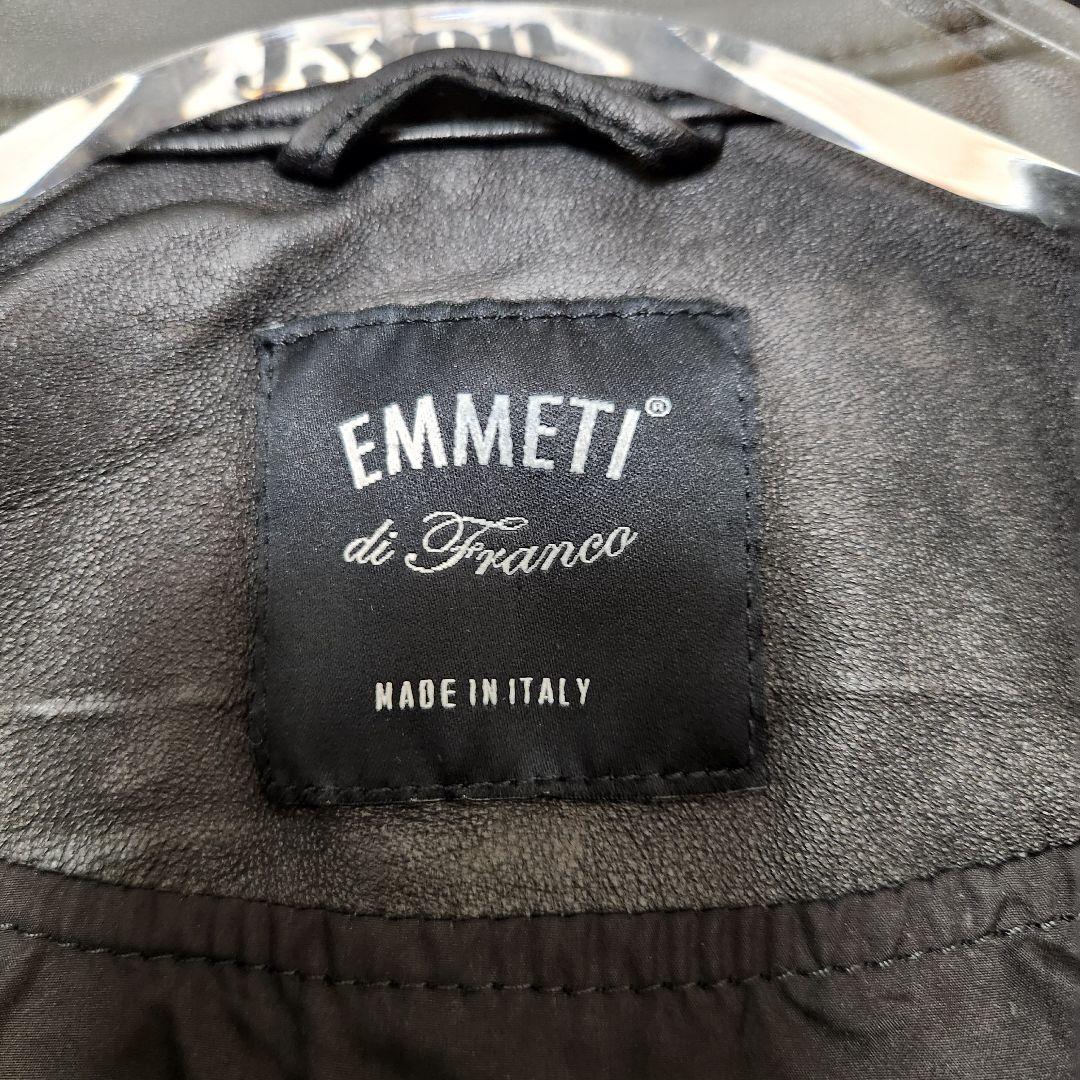 EMMETI®
di Franco
MADE IN ITALY